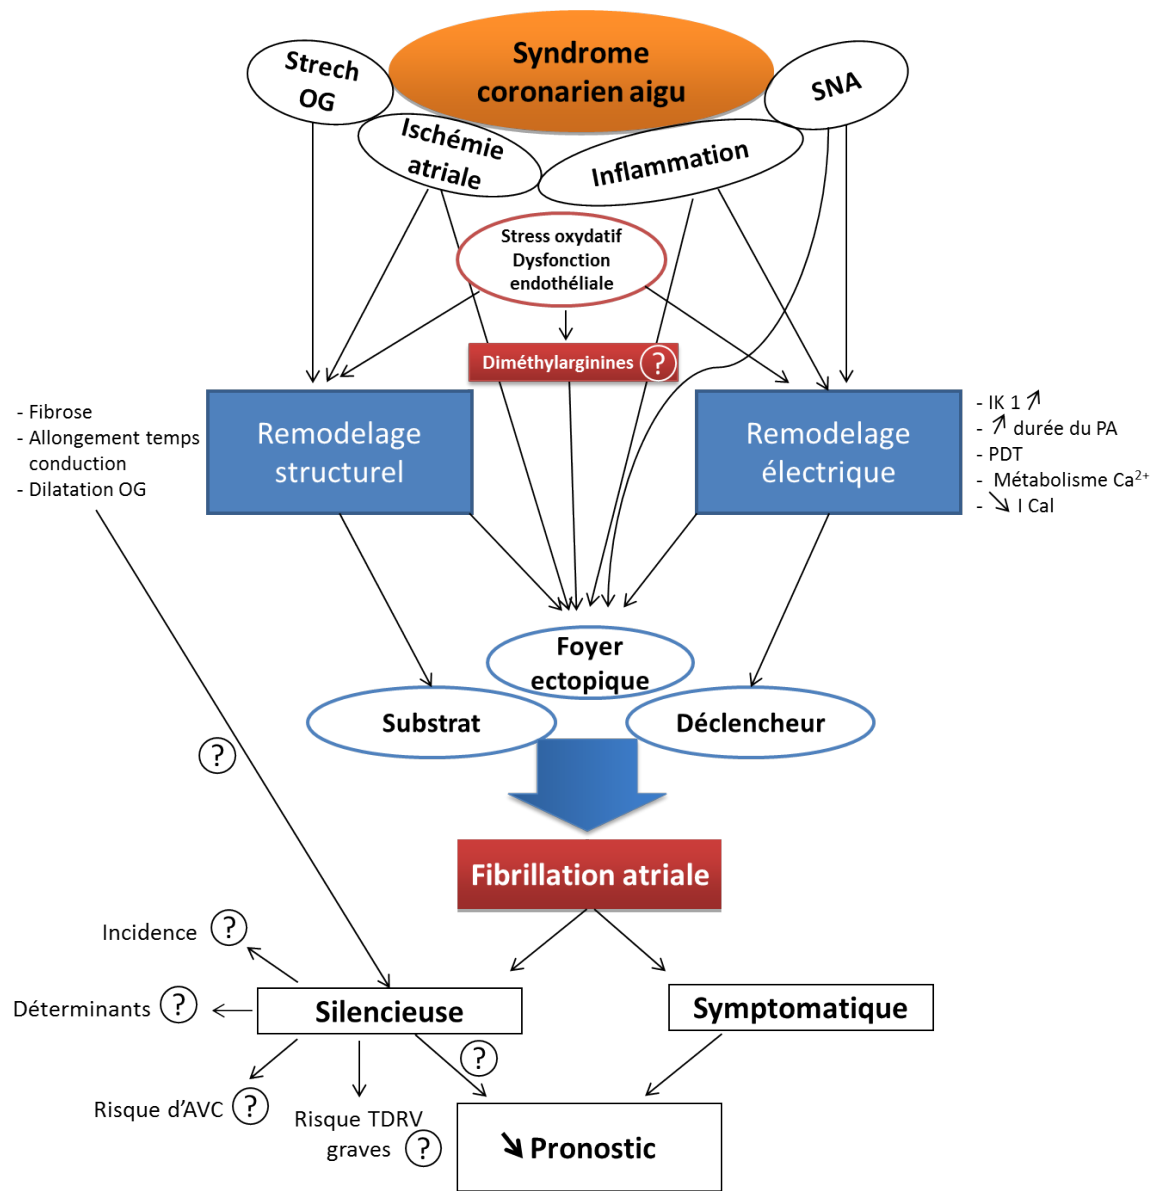 Syndrome
coronarien aigu
Strech
OG
SNA
Ischémie
atriale
Inflammation
Stress oxydatif
Dysfonction
endothéliale
Diméthylarginines ?
Remodelage
structurel
Remodelage
électrique
- Fibrose
- Allongement temps
conduction
- Dilatation OG
- IK 1 ↗
- ↗ durée du PA
- PDT
- Métabolisme Ca²⁺
- ↘ I Cal
Foyer
ectopique
Substrat
Déclencheur
?
Fibrillation atriale
Incidence ?
Déterminants ?
Silencieuse
Symptomatique
?
Risque d'AVC ?
Risque TDRV
graves ?
↘ Pronostic